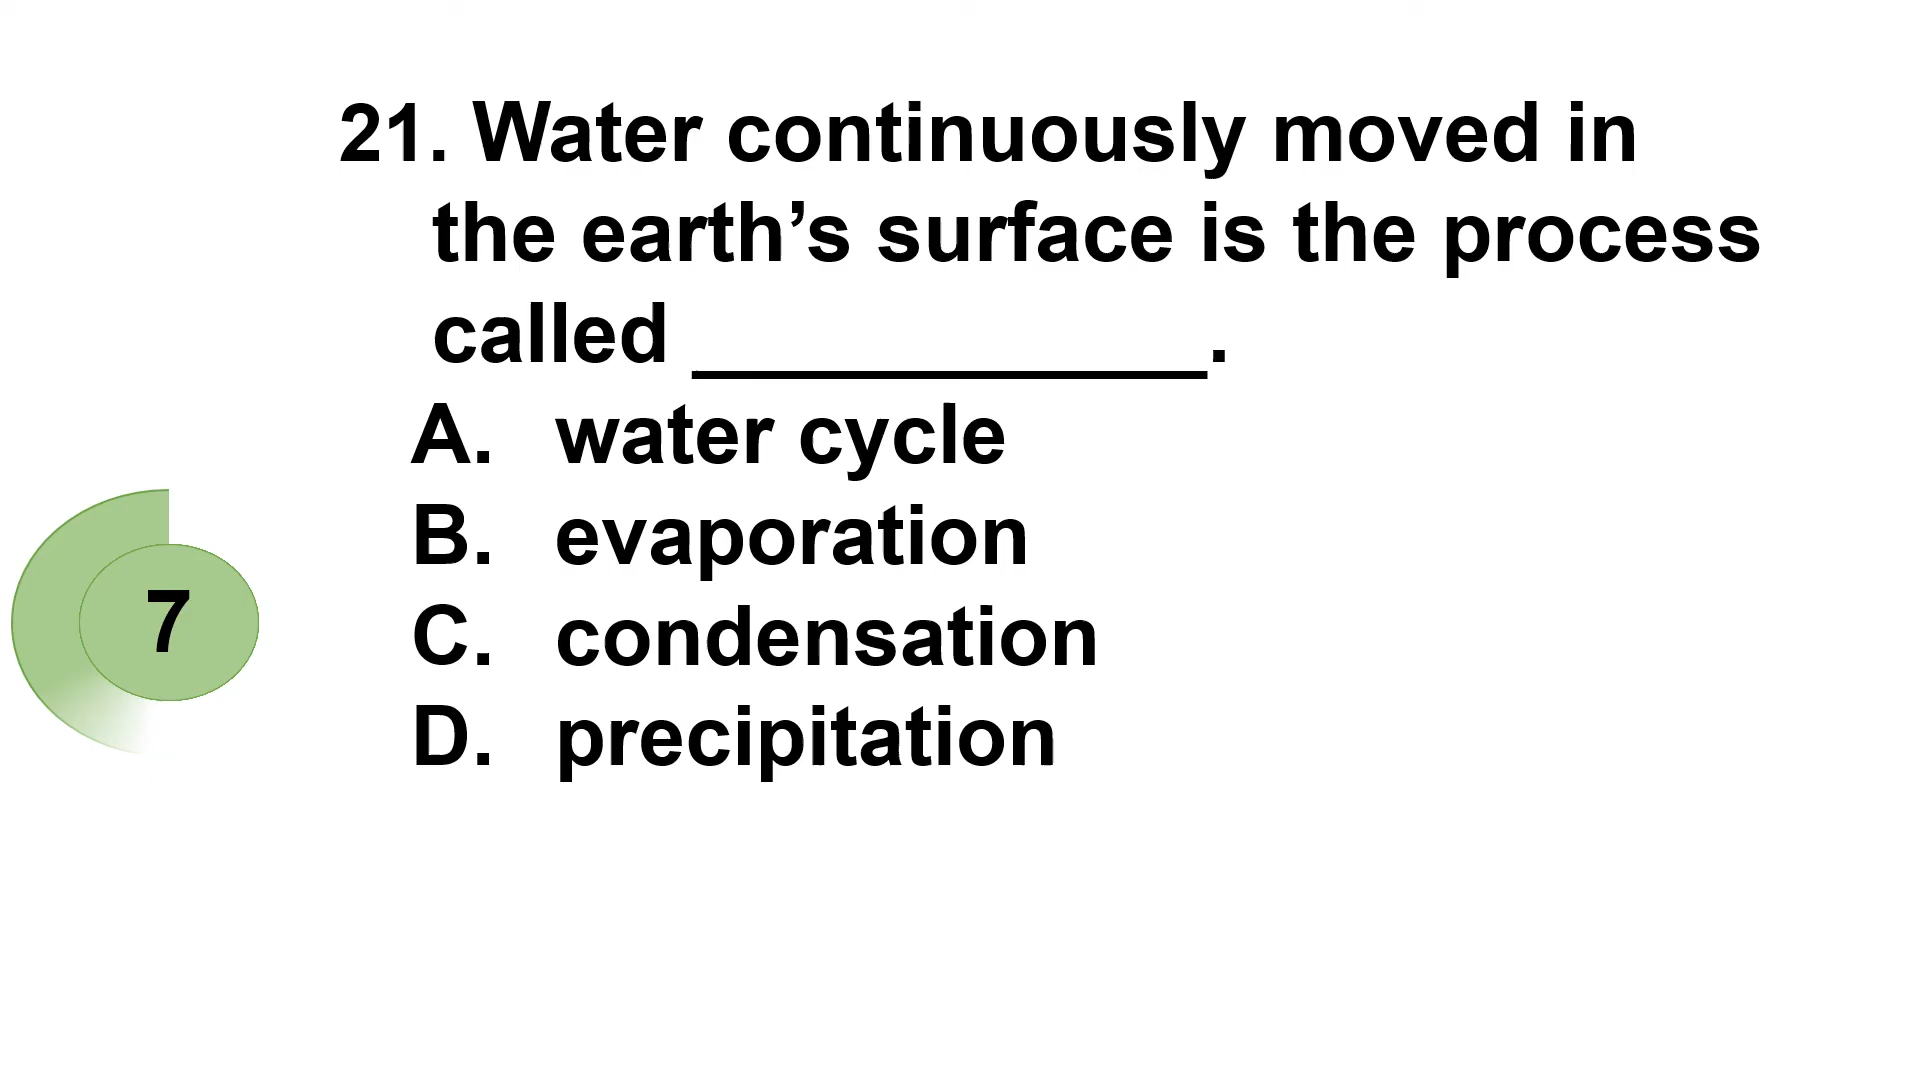 21. Water continuously moved in
the earth’s surface is the process
called ____________.
A. water cycle
B. evaporation
C. condensation
D. precipitation
7